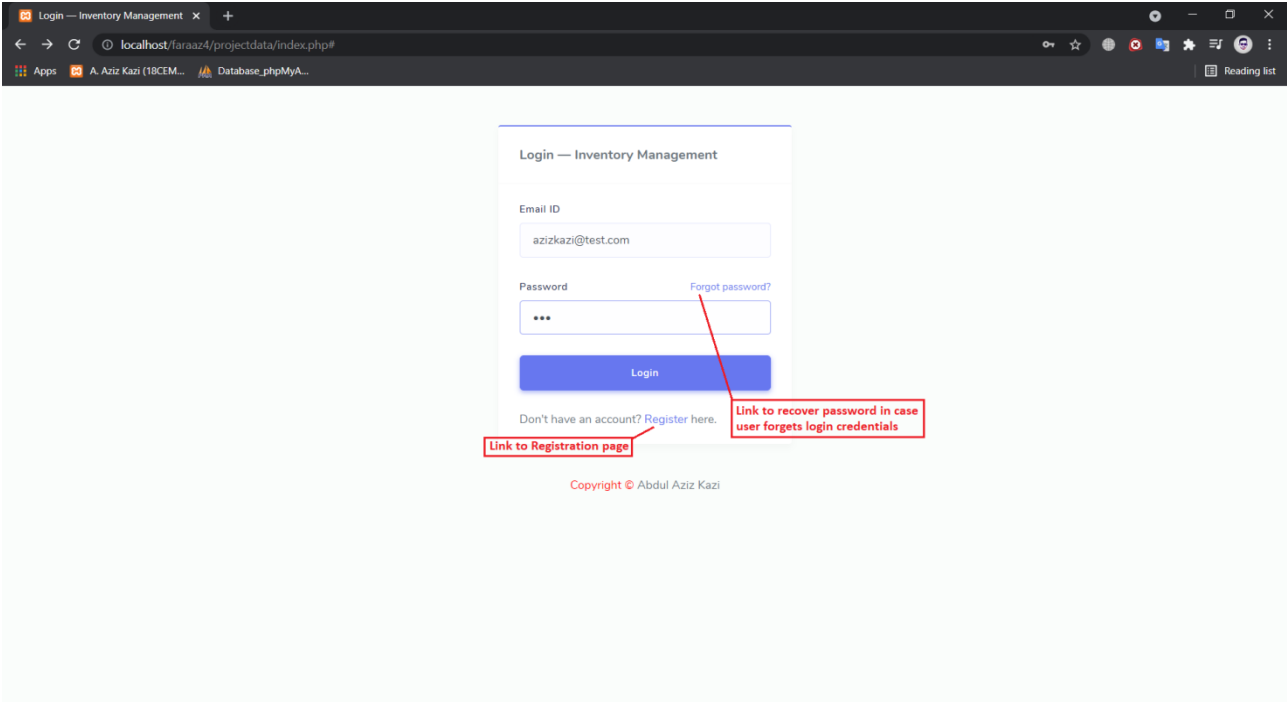 Login — Inventory Management
localhost/faraaz4/projectdata/index.php#
Apps
A. Aziz Kazi (18CEM...
Database_phpMyA...
Reading list
Login — Inventory Management
Email ID
azizkazi@test.com
Password
Forgot password?
•••
Login
Don't have an account? Register here.
Link to recover password in case
user forgets login credentials
Link to Registration page
Copyright © Abdul Aziz Kazi